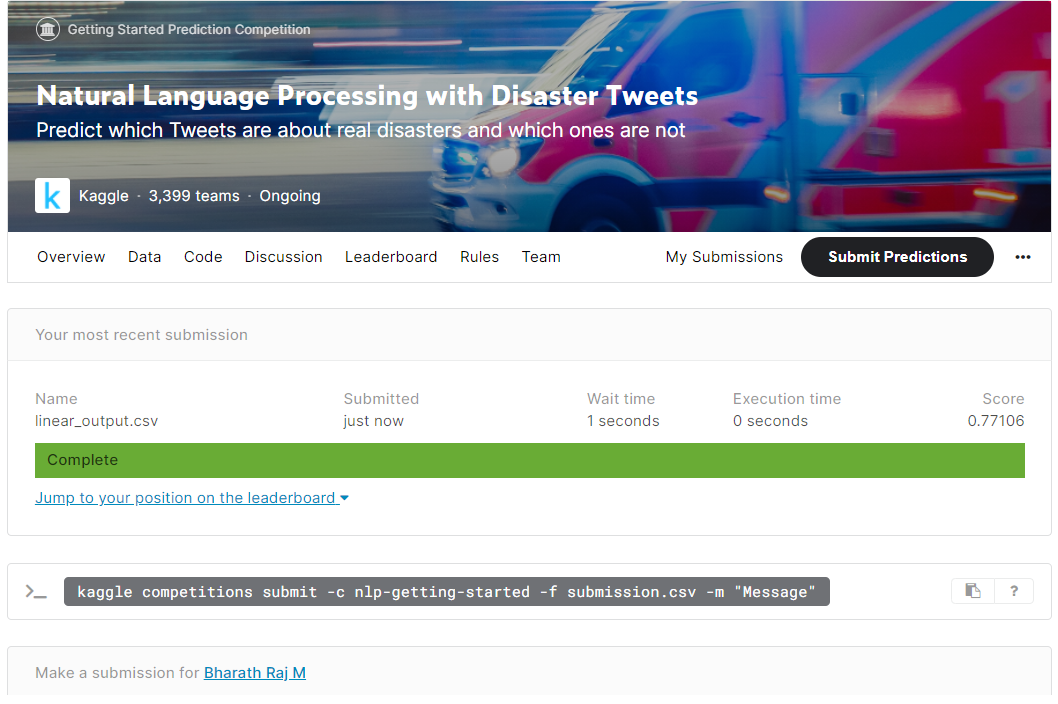 Getting Started Prediction Competition
Natural Language Processing with Disaster Tweets
Predict which Tweets are about real disasters and which ones are not
k Kaggle · 3,399 teams · Ongoing
Overview Data Code Discussion Leaderboard Rules Team My Submissions Submit Predictions •••
Your most recent submission
Name Submitted Wait time Execution time Score
linear_output.csv just now 1 seconds 0 seconds 0.77106
Complete
Jump to your position on the leaderboard
>_ kaggle competitions submit -c nlp-getting-started -f submission.csv -m "Message" ?
Make a submission for Bharath Raj M